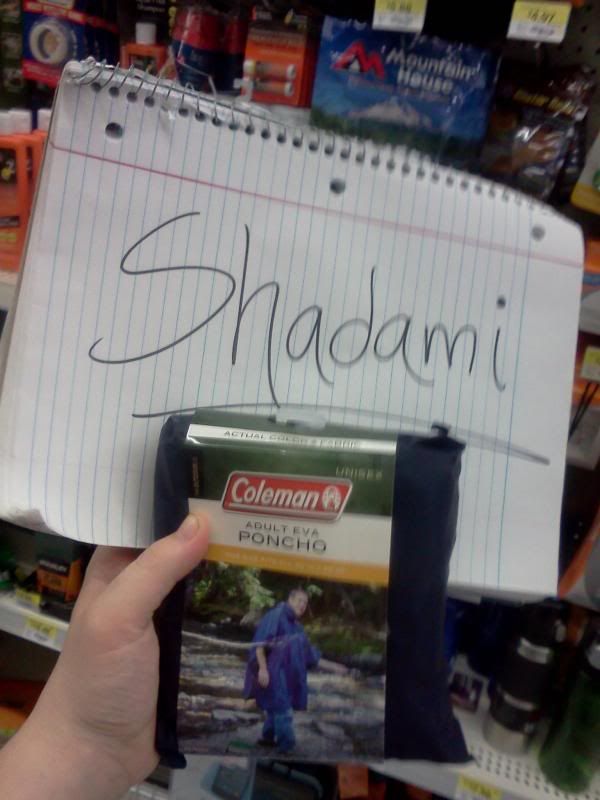 Mountain
House
Shadami
ACTUAL COLOR & FABRIC
UNISEX
Coleman
ADULT EVA
PONCHO